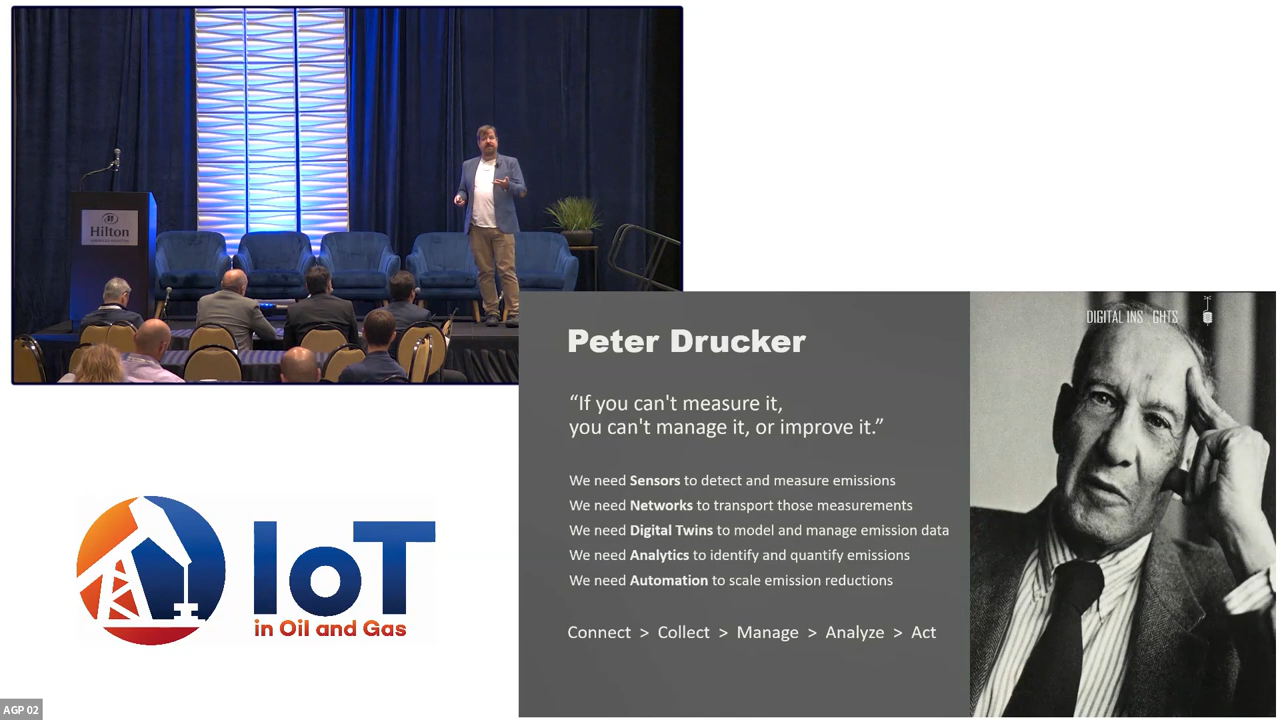 Hilton
Peter Drucker
“If you can't measure it,
you can't manage it, or improve it.”
We need Sensors to detect and measure emissions
We need Networks to transport those measurements
We need Digital Twins to model and manage emission data
We need Analytics to identify and quantify emissions
We need Automation to scale emission reductions
Connect > Collect > Manage > Analyze > Act
DIGITAL INS GHTS
IoT
in Oil and Gas
AGP 02